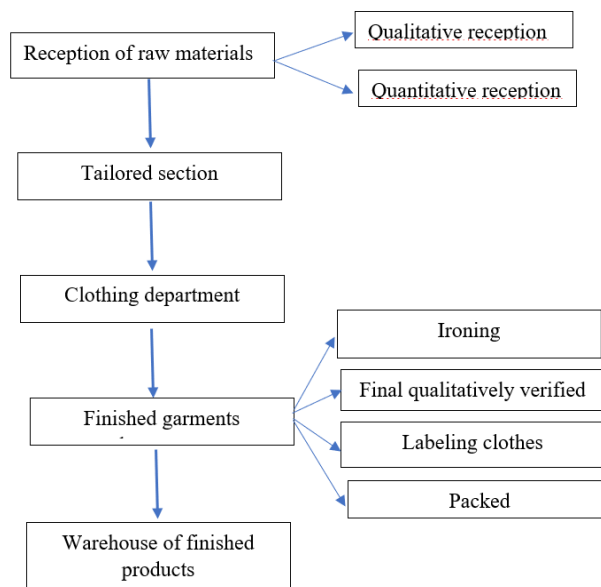 Reception of raw materials
Qualitative reception
Quantitative reception
Tailored section
Clothing department
Finished garments
Ironing
Final qualitatively verified
Labeling clothes
Packed
Warehouse of finished
products